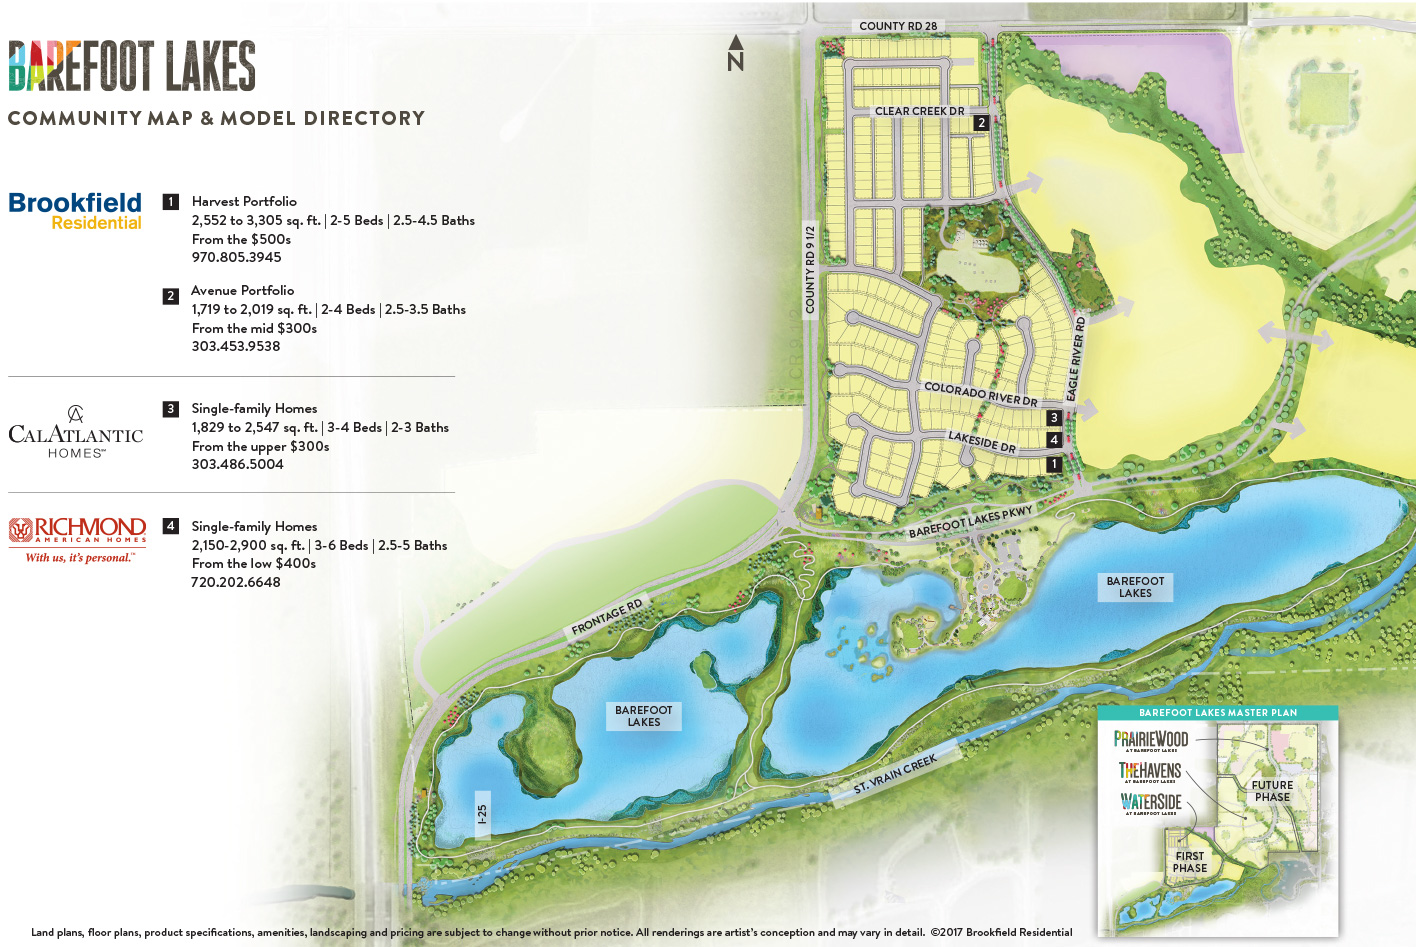 BAREFOOT LAKES
COMMUNITY MAP & MODEL DIRECTORY
Brookfield
Residential
1
Harvest Portfolio
2,552 to 3,305 sq. ft. | 2-5 Beds | 2.5-4.5 Baths
From the $500s
970.805.3945
2
Avenue Portfolio
1,719 to 2,019 sq. ft. | 2-4 Beds | 2.5-3.5 Baths
From the mid $300s
303.453.9538
CALATLANTIC
HOMES℠
3
Single-family Homes
1,829 to 2,547 sq. ft. | 3-4 Beds | 2-3 Baths
From the upper $300s
303.486.5004
RICHMOND
AMERICAN HOMES
With us, it's personal.™
4
Single-family Homes
2,150-2,900 sq. ft. | 3-6 Beds | 2.5-5 Baths
From the low $400s
720.202.6648
N
COUNTY RD 28
CLEAR CREEK DR
2
COUNTY RD 9 1/2
CR 9 1/2
EAGLE RIVER RD
COLORADO RIVER DR
3
LAKESIDE DR
4
1
BAREFOOT LAKES PKWY
FRONTAGE RD
BAREFOOT
LAKES
BAREFOOT
LAKES
I-25
ST. VRAIN CREEK
BAREFOOT LAKES MASTER PLAN
PRAIRIEWOOD
AT BAREFOOT LAKES
THEHAVENS
AT BAREFOOT LAKES
WATERSIDE
AT BAREFOOT LAKES
FUTURE
PHASE
FIRST
PHASE
Land plans, floor plans, product specifications, amenities, landscaping and pricing are subject to change without prior notice. All renderings are artist's conception and may vary in detail. ©2017 Brookfield Residential